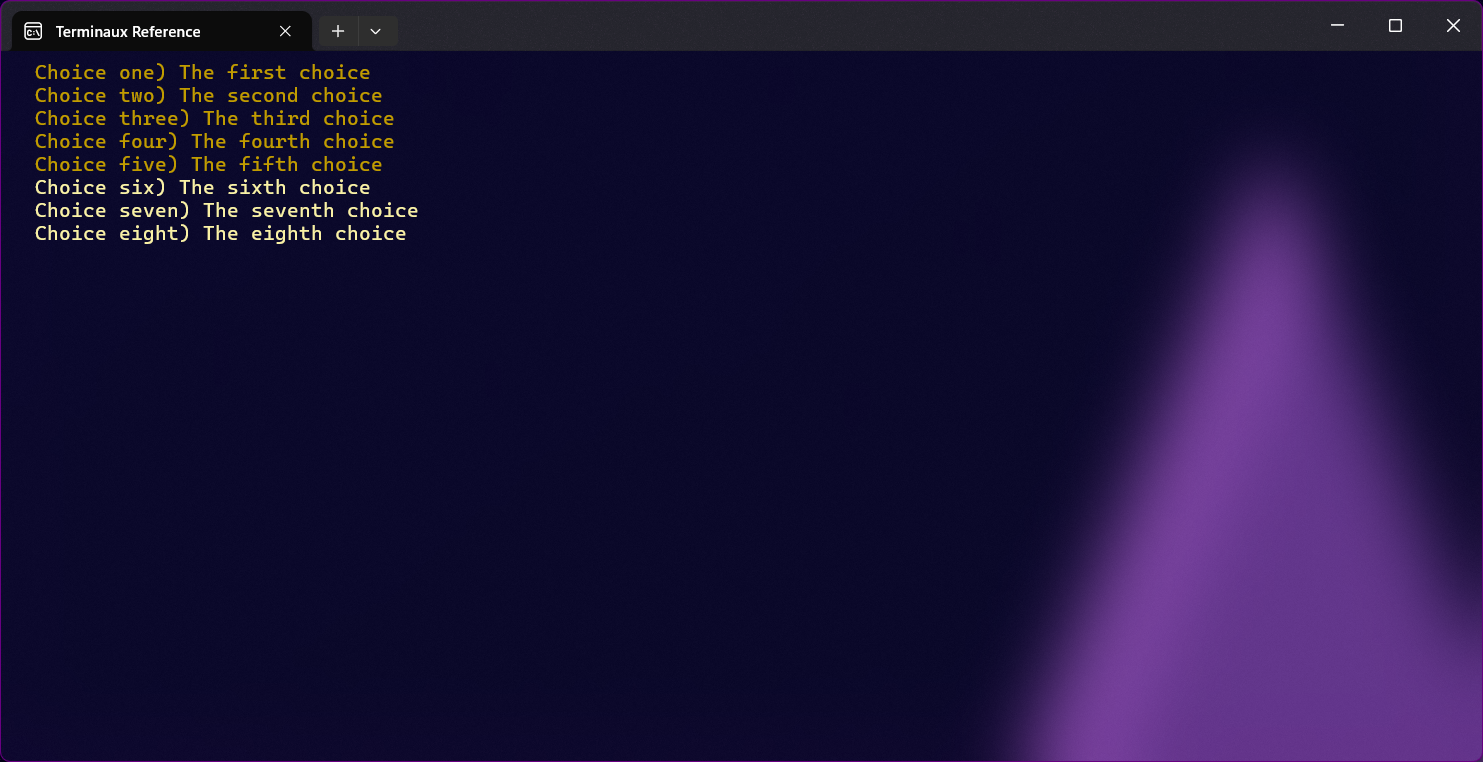 Terminaux Reference
Choice one) The first choice
Choice two) The second choice
Choice three) The third choice
Choice four) The fourth choice
Choice five) The fifth choice
Choice six) The sixth choice
Choice seven) The seventh choice
Choice eight) The eighth choice